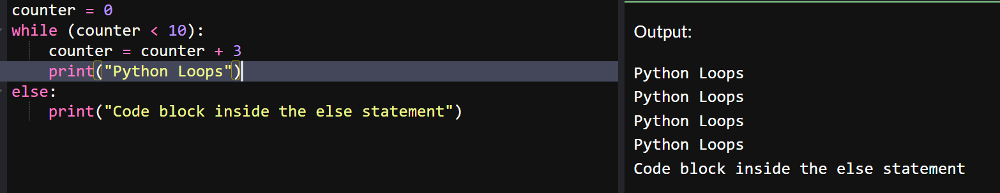 counter = 0
while (counter < 10):
    counter = counter + 3
    print("Python Loops")
else:
    print("Code block inside the else statement")
Output:
Python Loops
Python Loops
Python Loops
Python Loops
Code block inside the else statement